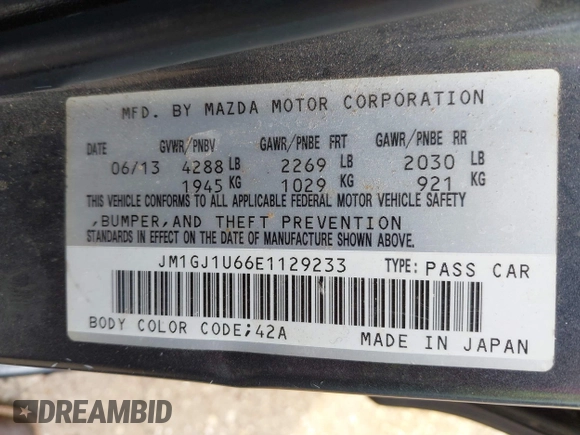 MFD. BY MAZDA MOTOR CORPORATION
DATE GVWR/PNBV GAWR/PNBE FRT GAWR/PNBE RR
06/13 4288 LB 2269 LB 2030 LB
1945 KG 1029 KG 921 KG
THIS VEHICLE CONFORMS TO ALL APPLICABLE FEDERAL MOTOR VEHICLE SAFETY
,BUMPER,AND THEFT PREVENTION
STANDARDS IN EFFECT ON THE DATE OF MANUFACTURE SHOWN ABOVE.
JM1GJ1U66E1129233 TYPE: PASS CAR
BODY COLOR CODE;42A MADE IN JAPAN
DREAMBID